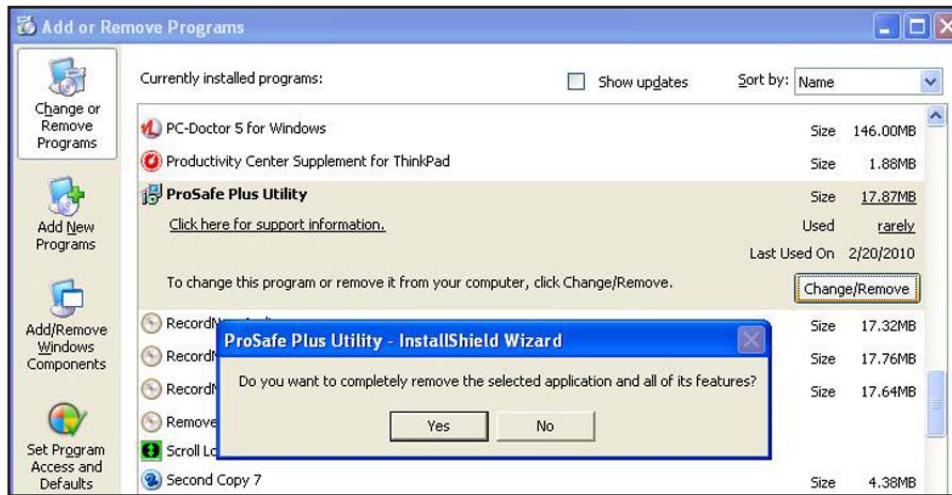 Add or Remove Programs
Change or
Remove
Programs
Add New
Programs
Add/Remove
Windows
Components
Set Program
Access and
Defaults
Currently installed programs:
Show updates
Sort by: Name
PC-Doctor 5 for Windows Size 146.00MB
Productivity Center Supplement for ThinkPad Size 1.88MB
ProSafe Plus Utility Size 17.87MB
Click here for support information. Used rarely
Last Used On 2/20/2010
To change this program or remove it from your computer, click Change/Remove. Change/Remove
Size 17.32MB
ProSafe Plus Utility - InstallShield Wizard
Size 17.76MB
Do you want to completely remove the selected application and all of its features?
Size 17.64MB
Remove
Yes No
Scroll
Second Copy 7 Size 4.38MB